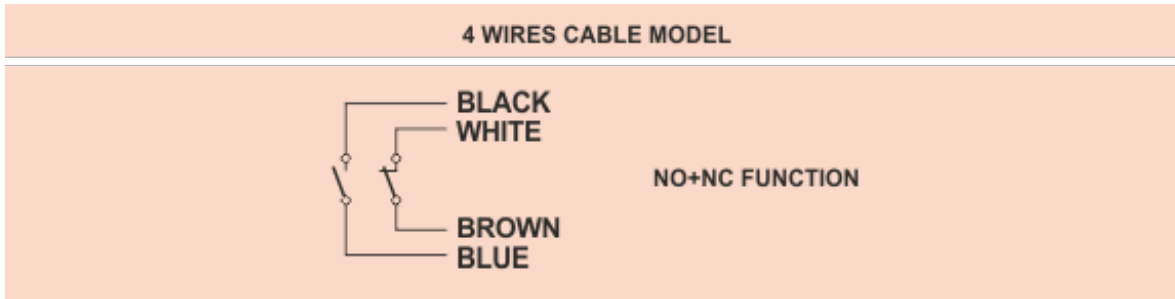 4 WIRES CABLE MODEL
BLACK
WHITE
NO+NC FUNCTION
BROWN
BLUE